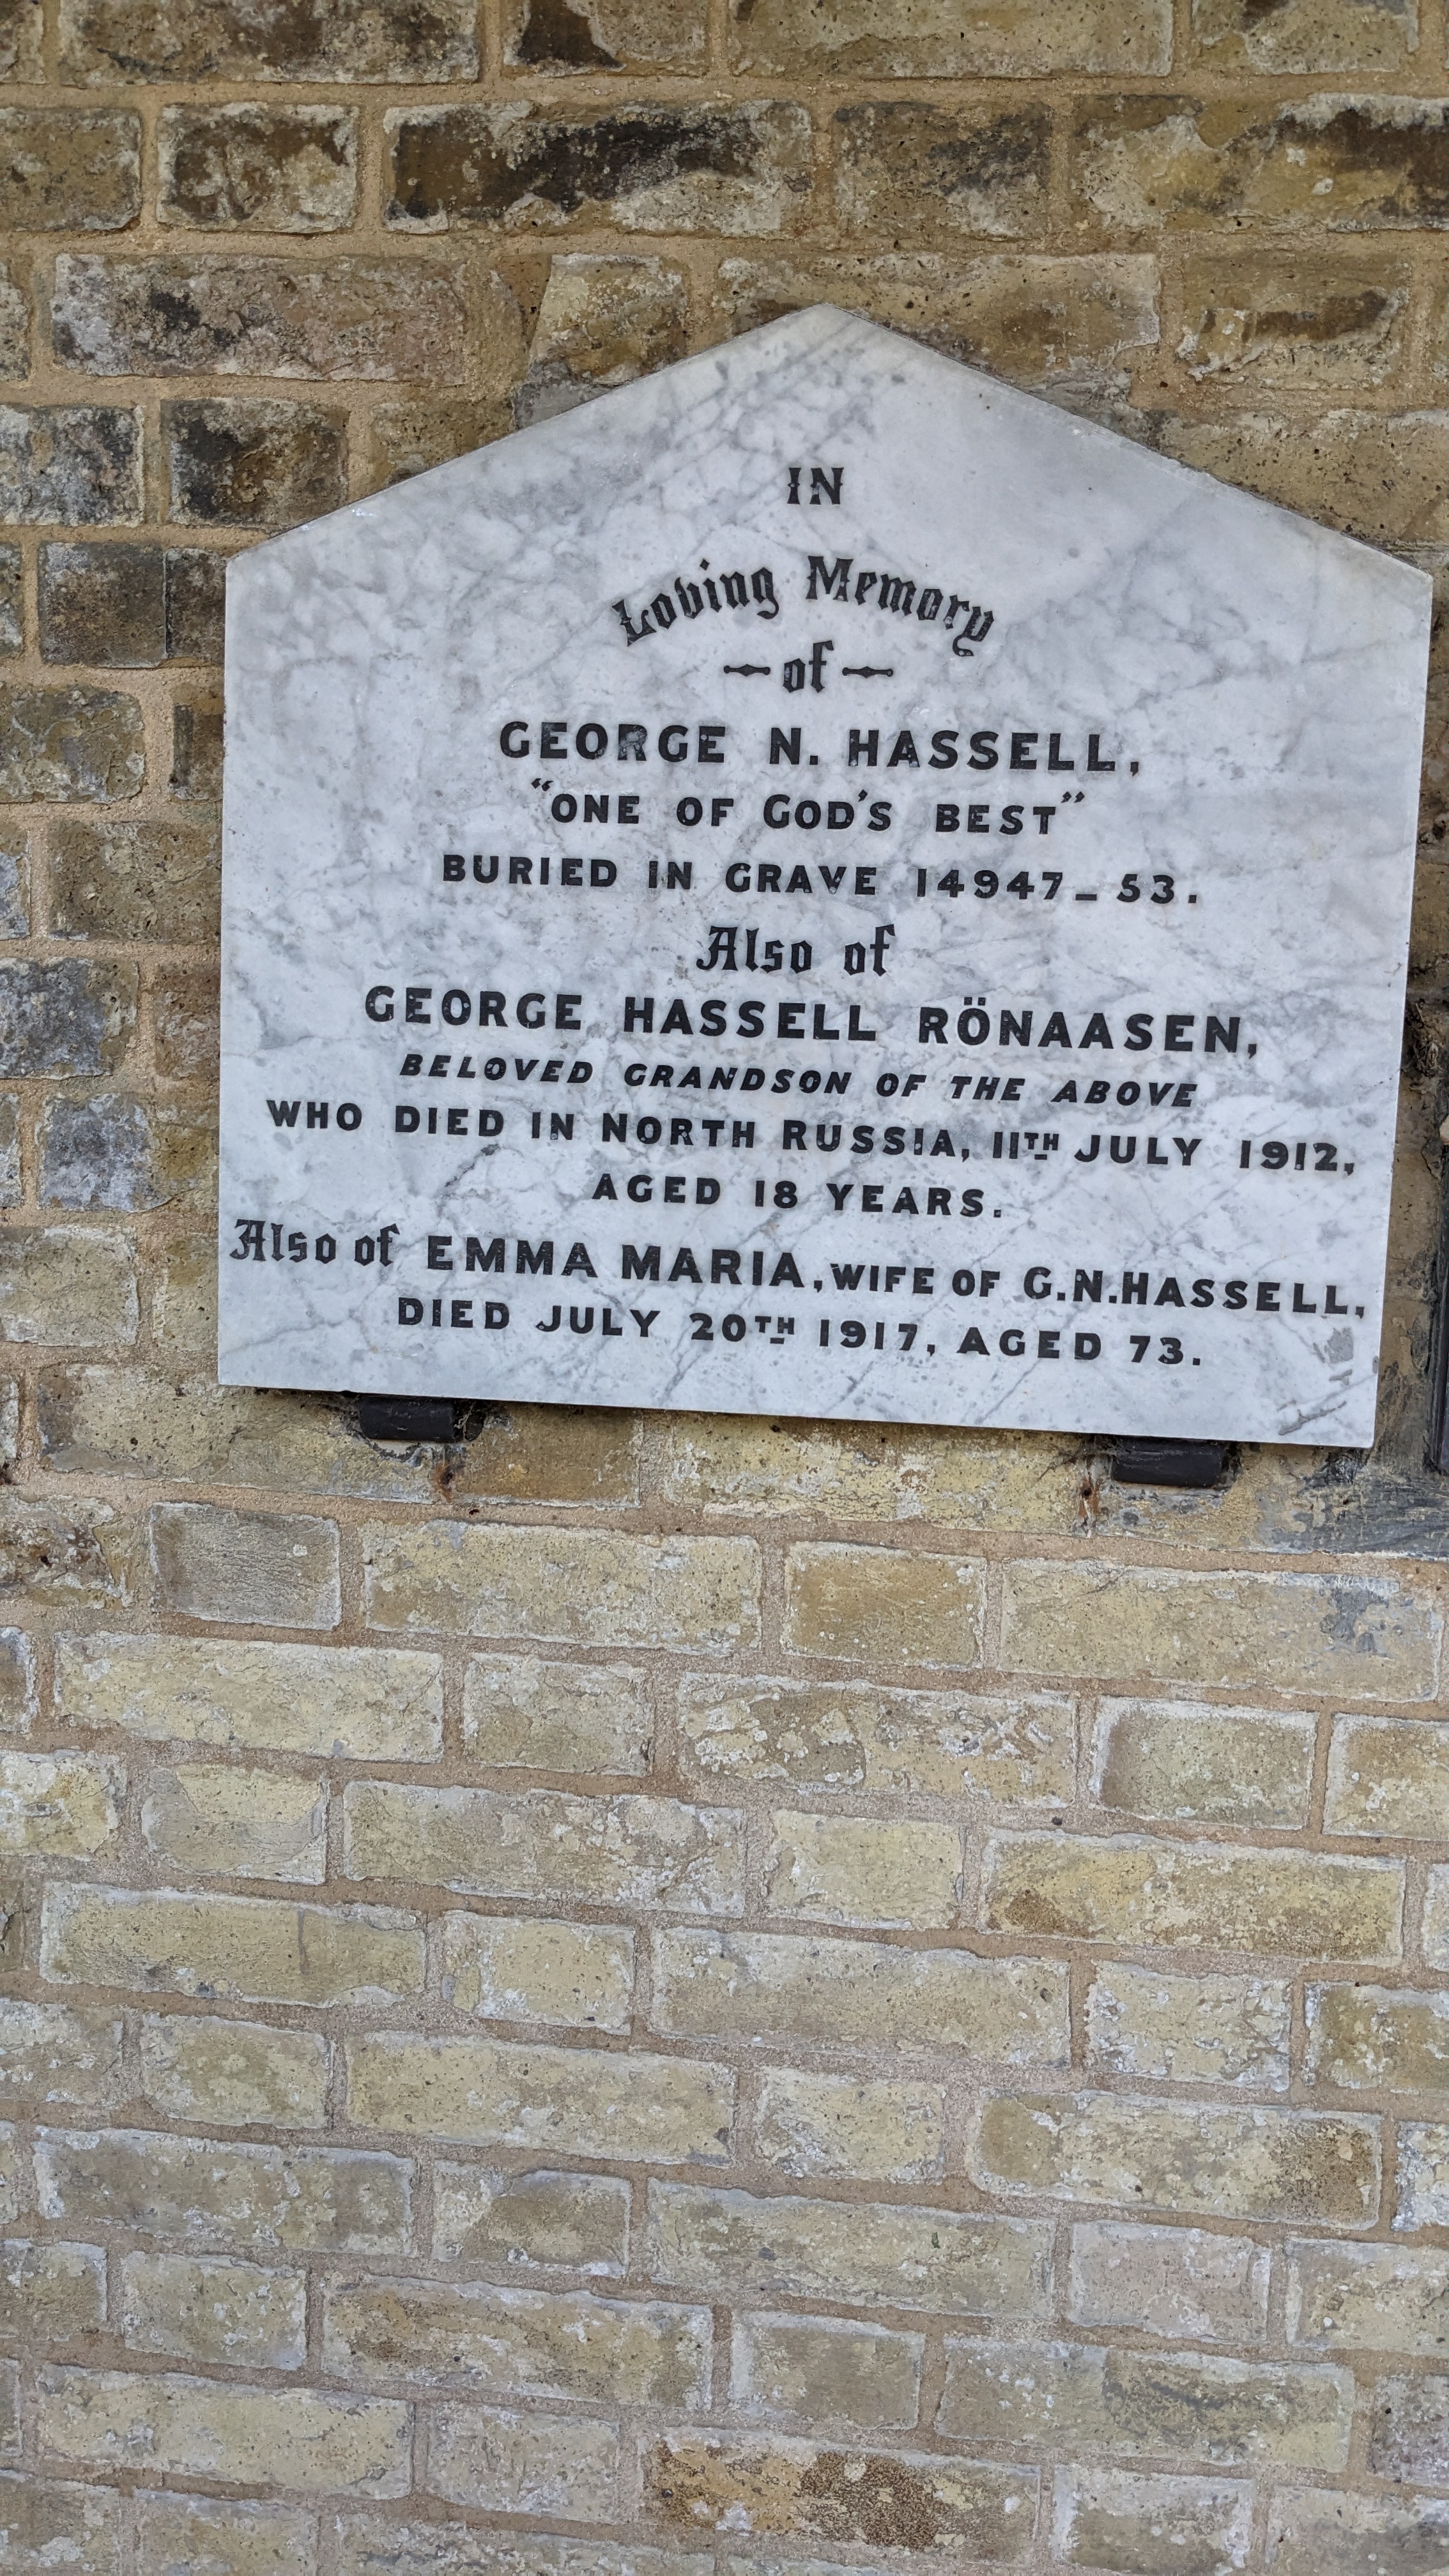 IN
Loving Memory
of
GEORGE N. HASSELL,
"ONE OF GOD'S BEST"
BURIED IN GRAVE 14947-53.
Also of
GEORGE HASSELL RÖNAASEN,
BELOVED GRANDSON OF THE ABOVE
WHO DIED IN NORTH RUSSIA, 11TH JULY 1912,
AGED 18 YEARS.
Also of EMMA MARIA, WIFE OF G.N.HASSELL,
DIED JULY 20TH 1917, AGED 73.